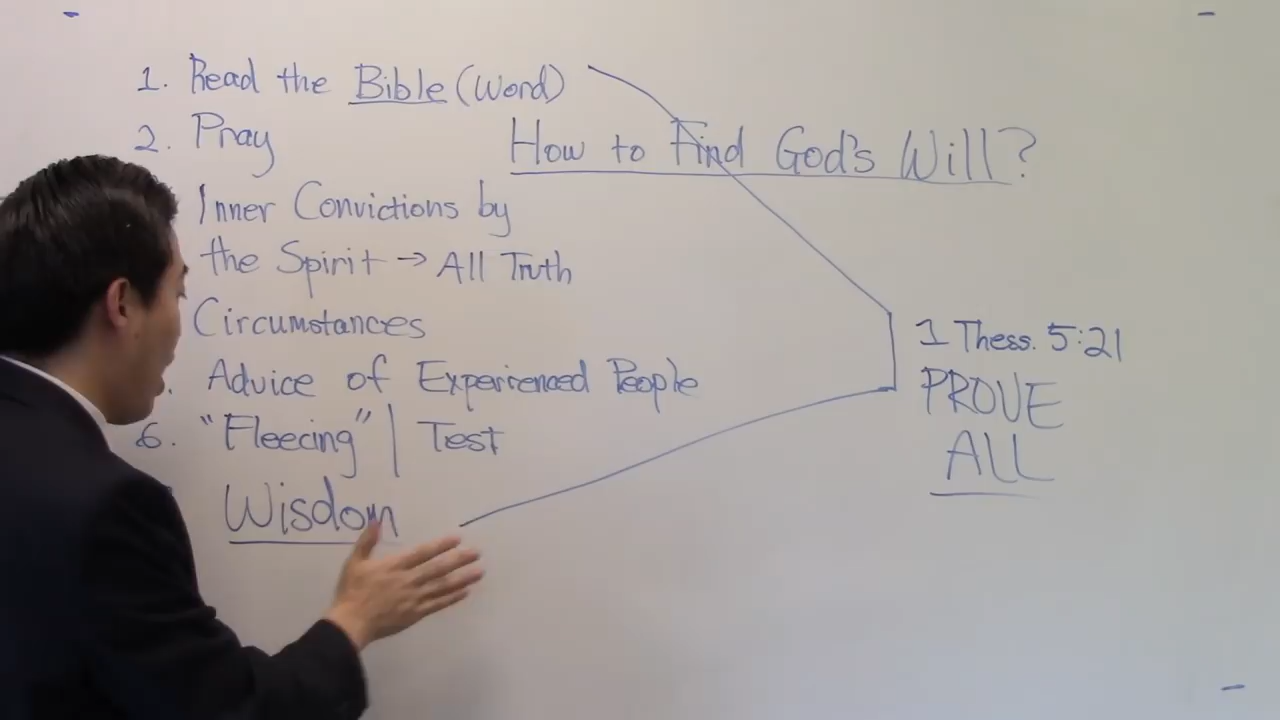 1. Read the Bible (Word)
2. Pray
How to Find God's Will?
Inner Convictions by
the Spirit → All Truth
Circumstances
Advice of Experienced People
6. "Fleecing" | Test
Wisdom
1 Thess. 5:21
PROVE
ALL